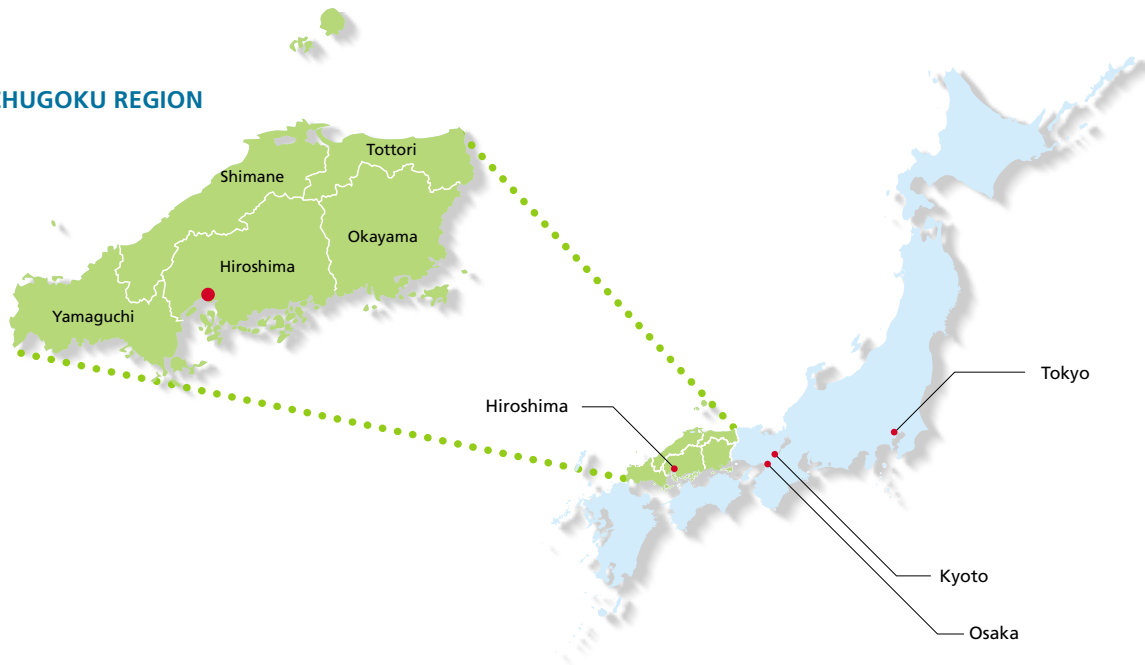 CHUGOKU REGION
Tottori
Shimane
Okayama
Hiroshima
Yamaguchi
Tokyo
Hiroshima
Kyoto
Osaka